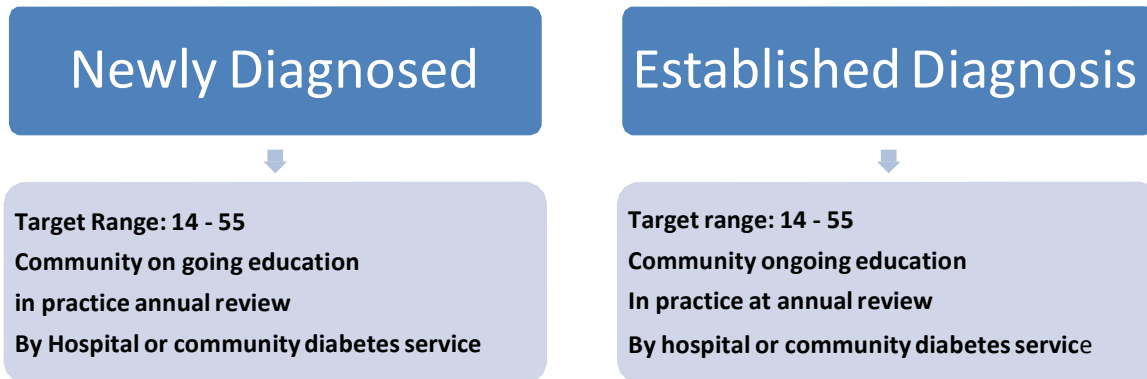 Newly Diagnosed
Target Range: 14 - 55
Community on going education
in practice annual review
By Hospital or community diabetes service
Established Diagnosis
Target range: 14 - 55
Community ongoing education
In practice at annual review
By hospital or community diabetes service